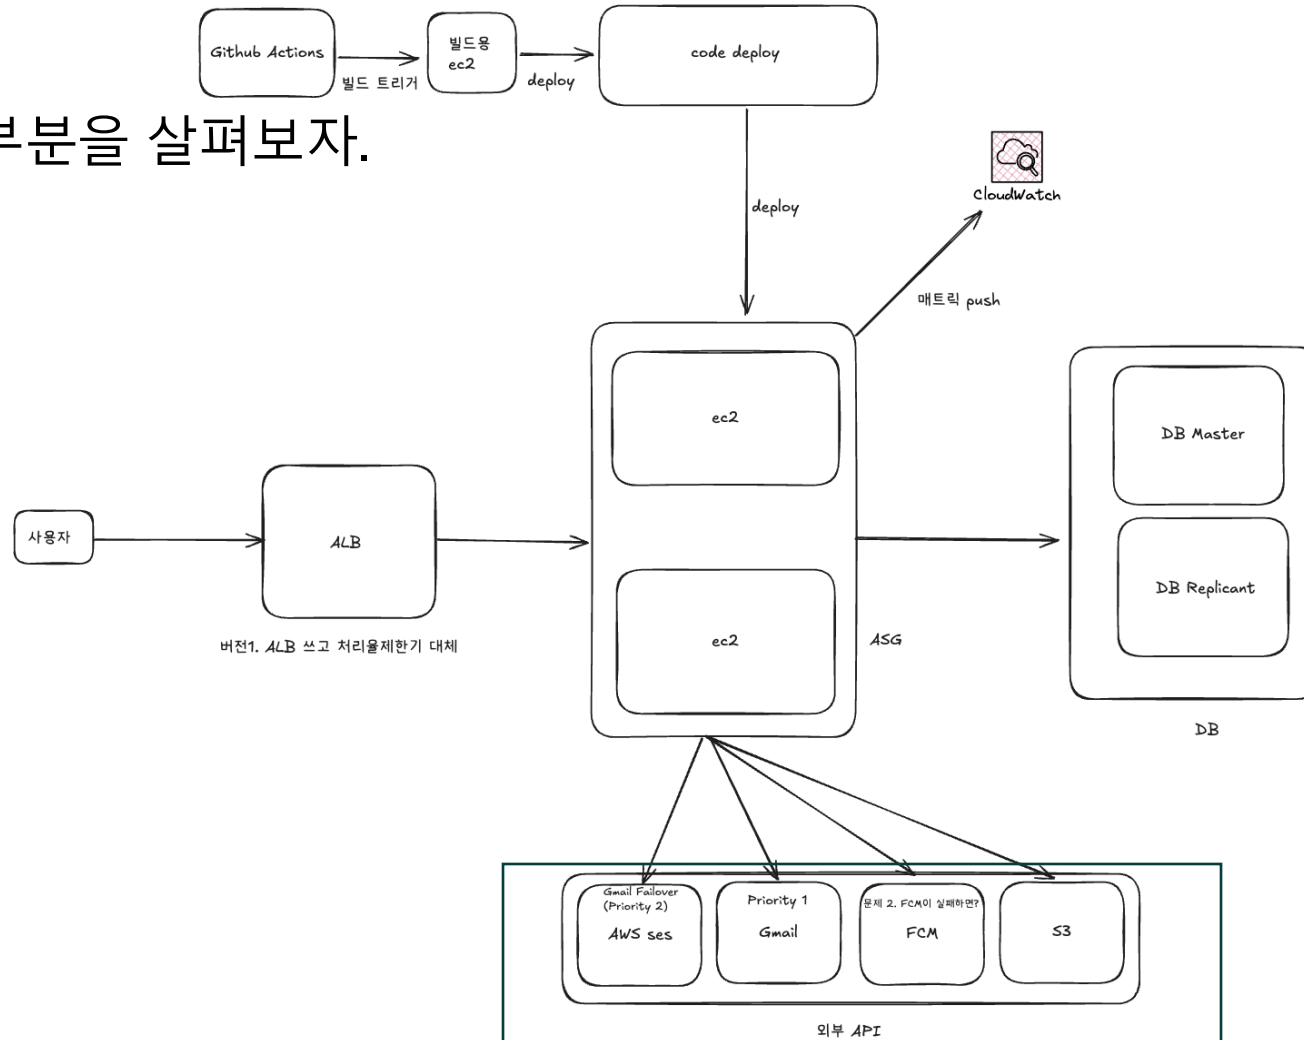 Github Actions
빌드 트리거
빌드용
ec2
deploy
code deploy
부분을 살펴보자.
deploy
CloudWatch
매트릭 push
사용자
ALB
버전1. ALB 쓰고 처리율제한기 대체
ec2
ec2
ASG
DB Master
DB Replicant
DB
Gmail Failover
(Priority 2)
AWS ses
Priority 1
Gmail
문제 2. FCM이 실패하면?
FCM
S3
외부 API